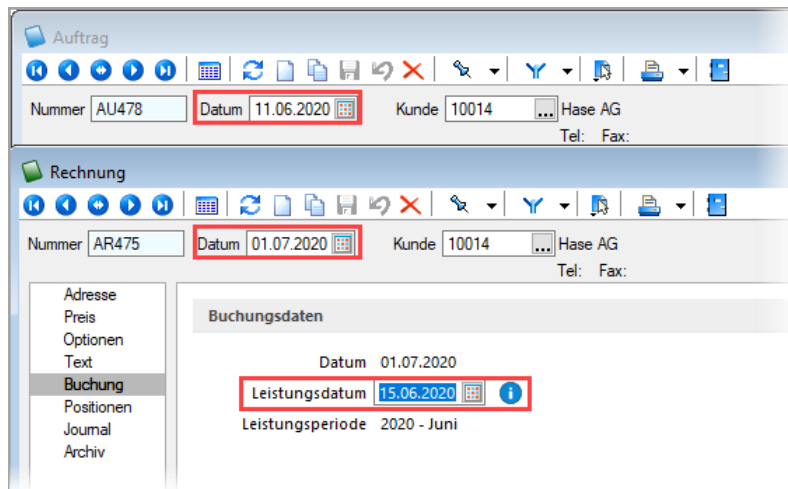 Auftrag
Nummer AU478 Datum 11.06.2020 Kunde 10014 ... Hase AG
Tel: Fax:
Rechnung
Nummer AR475 Datum 01.07.2020 Kunde 10014 ... Hase AG
Tel: Fax:
Adresse
Preis
Optionen
Text
Buchung
Positionen
Journal
Archiv
Buchungsdaten
Datum 01.07.2020
Leistungsdatum 15.06.2020
Leistungsperiode 2020 - Juni